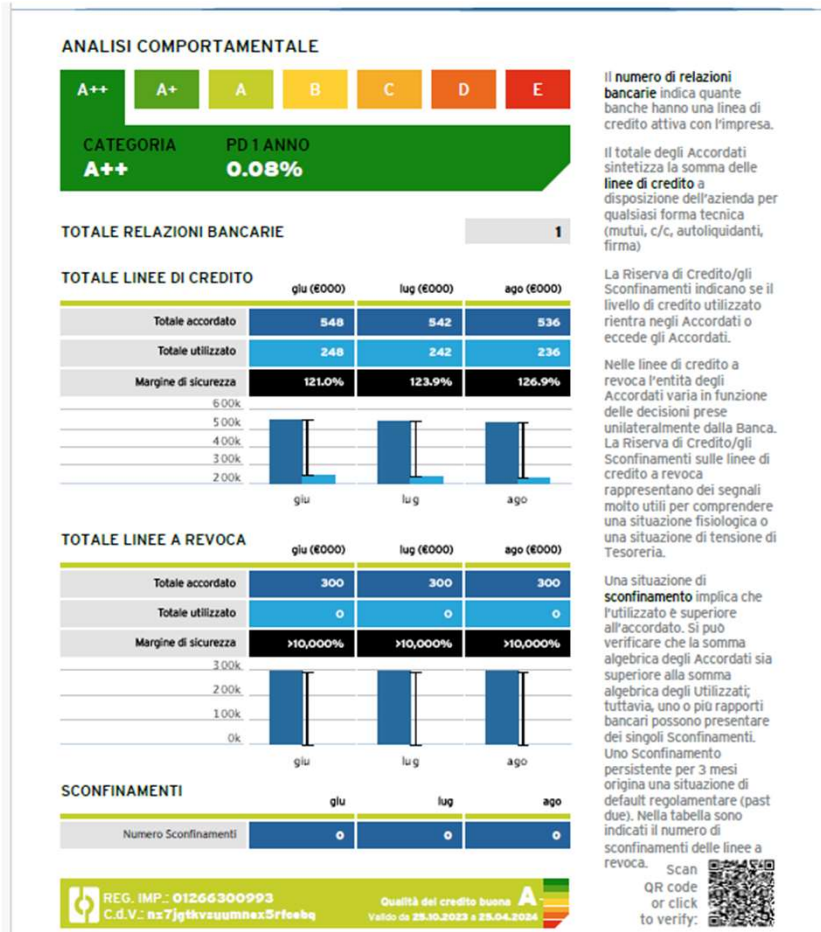 ANALISI COMPORTAMENTALE
A++ A+ A B C D E
CATEGORIA PD 1 ANNO
A++ 0.08%
TOTALE RELAZIONI BANCARIE 1
TOTALE LINEE DI CREDITO
giu (€000) lug (€000) ago (€000)
Totale accordato 548 542 536
Totale utilizzato 248 242 236
Margine di sicurezza 121.0% 123.9% 126.9%
600k
500k
400k
300k
200k
giu lug ago
TOTALE LINEE A REVOCA
giu (€000) lug (€000) ago (€000)
Totale accordato 300 300 300
Totale utilizzato 0 0 0
Margine di sicurezza >10,000% >10,000% >10,000%
300k
200k
100k
0k
giu lug ago
SCONFINAMENTI
giu lug ago
Numero Sconfinamenti 0 0 0
REG. IMP.: 01266300993
C.d.V.: nz7jgtkvzuymnex5rfcebq
Qualità del credito buona A-
Valido da 25.10.2023 a 25.04.2024
Il numero di relazioni
bancarie indica quante
banche hanno una linea di
credito attiva con l'impresa.
Il totale degli Accordati
sintetizza la somma delle
linee di credito a
disposizione dell'azienda per
qualsiasi forma tecnica
(mutui, c/c, autoliquidanti,
firma)
La Riserva di Credito/gli
Sconfinamenti indicano se il
livello di credito utilizzato
rientra negli Accordati o
eccede gli Accordati.
Nelle linee di credito a
revoca l'entità degli
Accordati varia in funzione
delle decisioni prese
unilateralmente dalla Banca.
La Riserva di Credito/gli
Sconfinamenti sulle linee di
credito a revoca
rappresentano dei segnali
molto utili per comprendere
una situazione fisiologica o
una situazione di tensione di
Tesoreria.
Una situazione di
sconfinamento implica che
l'utilizzato è superiore
all'accordato. Si può
verificare che la somma
algebrica degli Accordati sia
superiore alla somma
algebrica degli Utilizzati;
tuttavia, uno o più rapporti
bancari possono presentare
dei singoli Sconfinamenti.
Uno Sconfinamento
persistente per 3 mesi
origina una situazione di
default regolamentare (past
due). Nella tabella sono
indicati il numero di
sconfinamenti delle linee a
revoca.
Scan
QR code
or click
to verify: